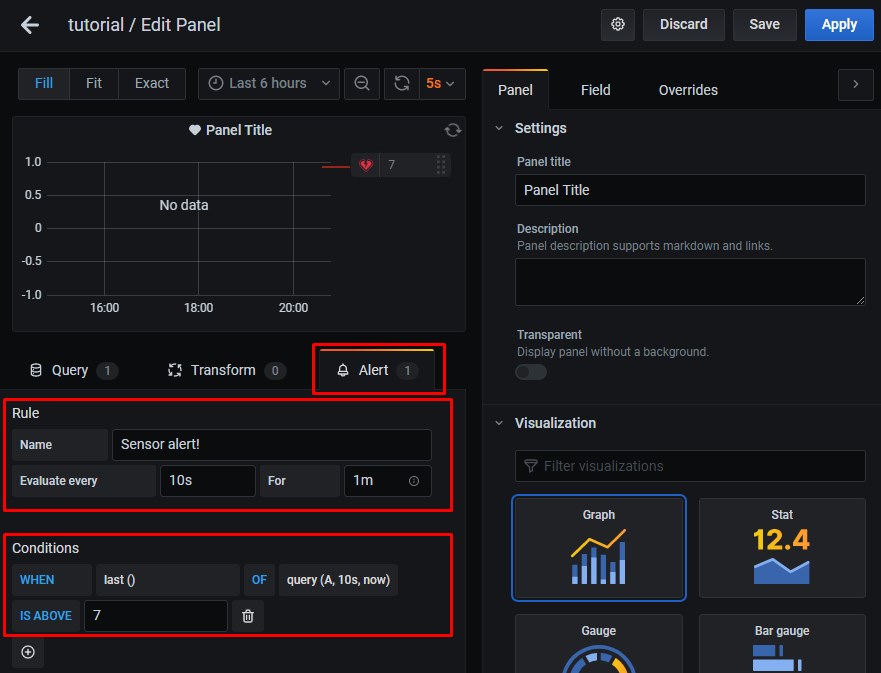 tutorial / Edit Panel
Discard
Save
Apply
Fill
Fit
Exact
Last 6 hours
5s
Panel Title
1.0
0.5
0
-0.5
-1.0
No data
7
16:00
18:00
20:00
Query 1
Transform 0
Alert 1
Rule
Name
Sensor alert!
Evaluate every
10s
For
1m
Conditions
WHEN
last ()
OF
query (A, 10s, now)
IS ABOVE
7
Panel
Field
Overrides
Settings
Panel title
Panel Title
Description
Panel description supports markdown and links.
Transparent
Display panel without a background.
Visualization
Filter visualizations
Graph
Stat
12.4
Gauge
Bar gauge